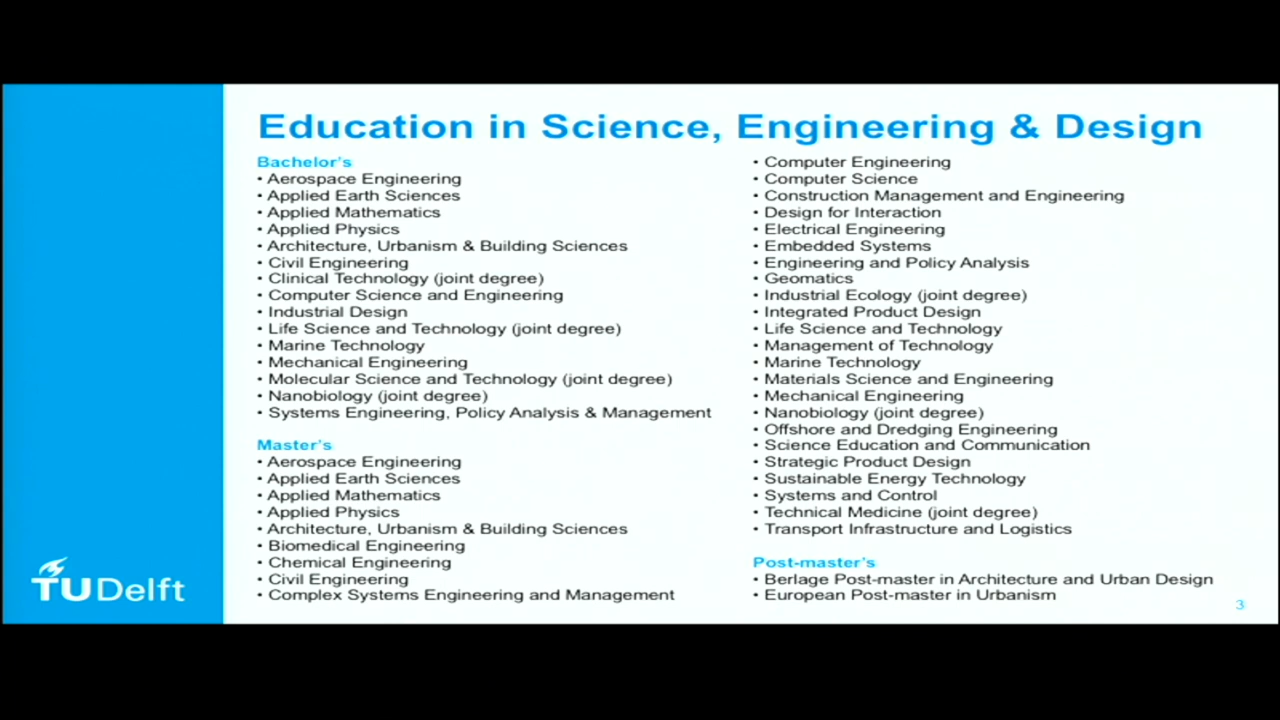 Education in Science, Engineering & Design
Bachelor's
• Aerospace Engineering
• Applied Earth Sciences
• Applied Mathematics
• Applied Physics
• Architecture, Urbanism & Building Sciences
• Civil Engineering
• Clinical Technology (joint degree)
• Computer Science and Engineering
• Industrial Design
• Life Science and Technology (joint degree)
• Marine Technology
• Mechanical Engineering
• Molecular Science and Technology (joint degree)
• Nanobiology (joint degree)
• Systems Engineering, Policy Analysis & Management
Master's
• Aerospace Engineering
• Applied Earth Sciences
• Applied Mathematics
• Applied Physics
• Architecture, Urbanism & Building Sciences
• Biomedical Engineering
• Chemical Engineering
• Civil Engineering
• Complex Systems Engineering and Management
• Computer Engineering
• Computer Science
• Construction Management and Engineering
• Design for Interaction
• Electrical Engineering
• Embedded Systems
• Engineering and Policy Analysis
• Geomatics
• Industrial Ecology (joint degree)
• Integrated Product Design
• Life Science and Technology
• Management of Technology
• Marine Technology
• Materials Science and Engineering
• Mechanical Engineering
• Nanobiology (joint degree)
• Offshore and Dredging Engineering
• Science Education and Communication
• Strategic Product Design
• Sustainable Energy Technology
• Systems and Control
• Technical Medicine (joint degree)
• Transport Infrastructure and Logistics
Post-master's
• Berlage Post-master in Architecture and Urban Design
• European Post-master in Urbanism
3
TUDelft